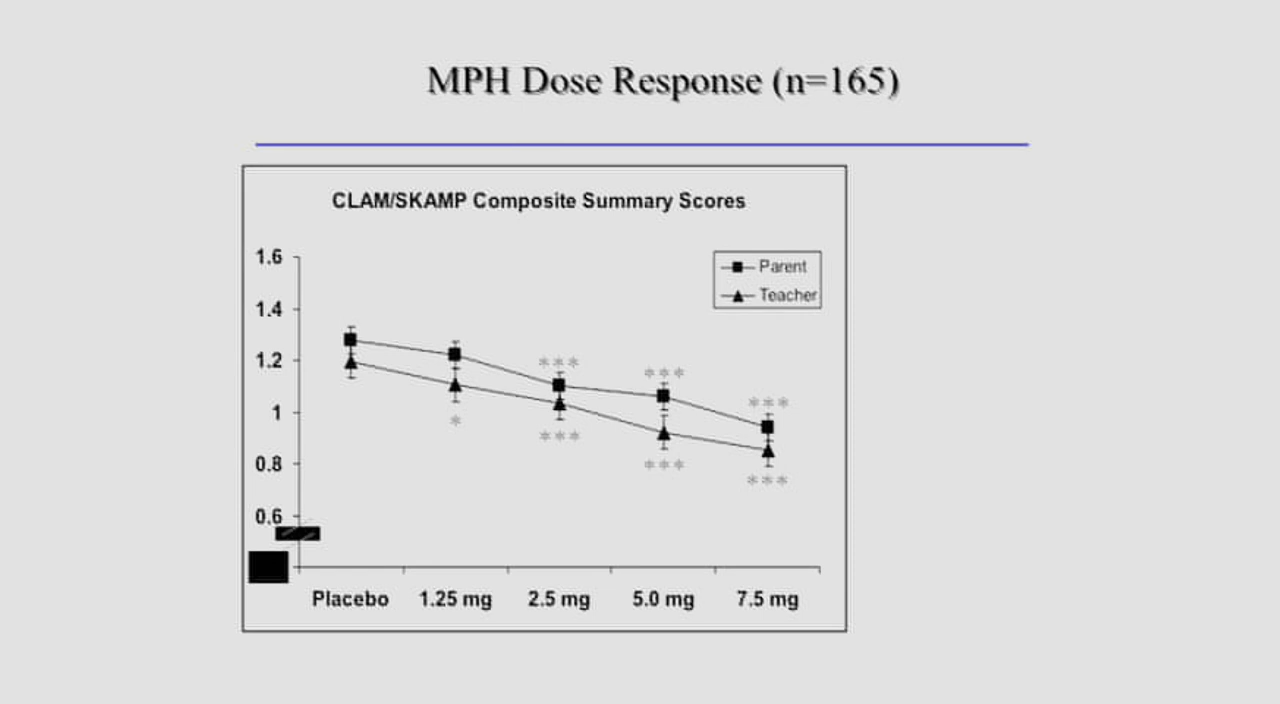 MPH Dose Response (n=165)
CLAM/SKAMP Composite Summary Scores
Parent
Teacher
1.6
1.4
1.2
1
0.8
0.6
***
***
***
*
***
***
***
Placebo 1.25 mg 2.5 mg 5.0 mg 7.5 mg